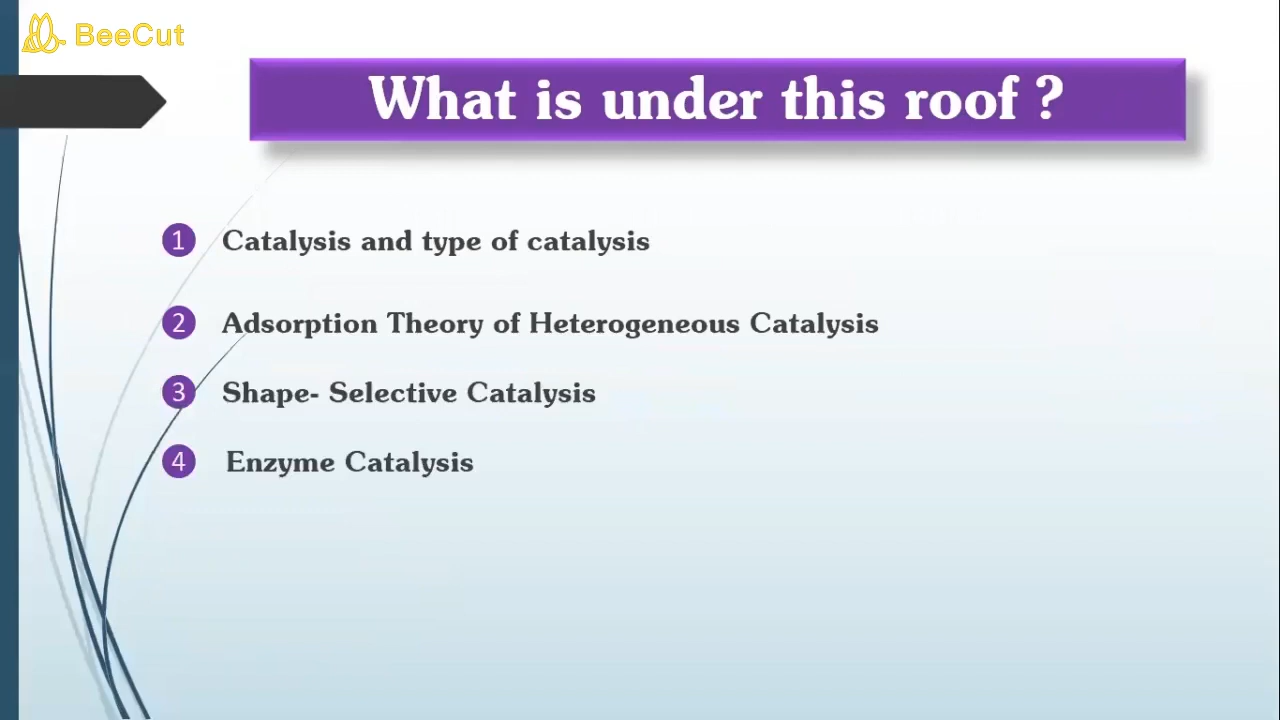 BeeCut
What is under this roof ?
1 Catalysis and type of catalysis
2 Adsorption Theory of Heterogeneous Catalysis
3 Shape- Selective Catalysis
4 Enzyme Catalysis